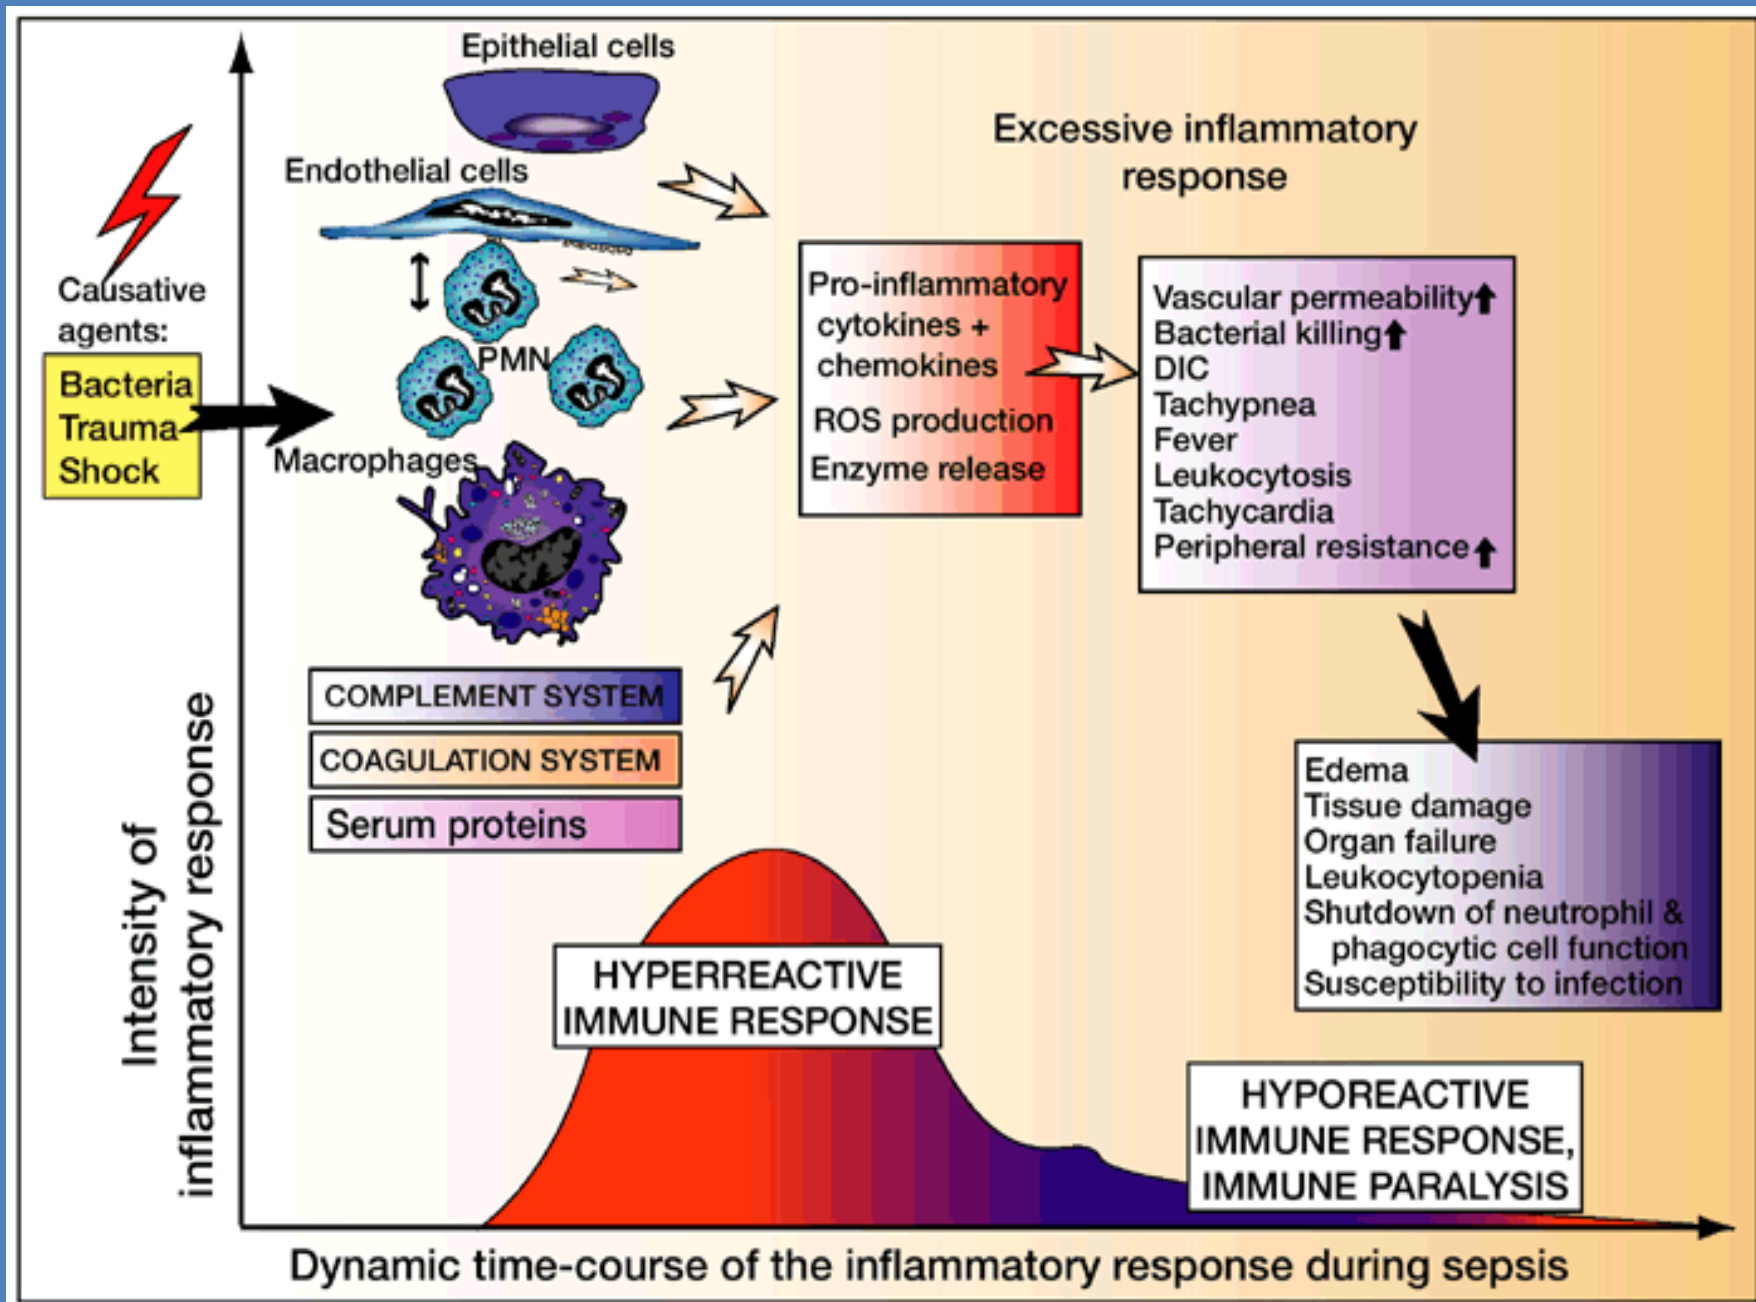 Epithelial cells
Endothelial cells
PMN
Macrophages
Causative
agents:
Bacteria
Trauma
Shock
COMPLEMENT SYSTEM
COAGULATION SYSTEM
Serum proteins
Excessive inflammatory
response
Pro-inflammatory
cytokines +
chemokines
ROS production
Enzyme release
Vascular permeability⬆
Bacterial killing⬆
DIC
Tachypnea
Fever
Leukocytosis
Tachycardia
Peripheral resistance⬆
Edema
Tissue damage
Organ failure
Leukocytopenia
Shutdown of neutrophil &
phagocytic cell function
Susceptibility to infection
HYPERREACTIVE
IMMUNE RESPONSE
HYPOREACTIVE
IMMUNE RESPONSE,
IMMUNE PARALYSIS
Intensity of
inflammatory response
Dynamic time-course of the inflammatory response during sepsis